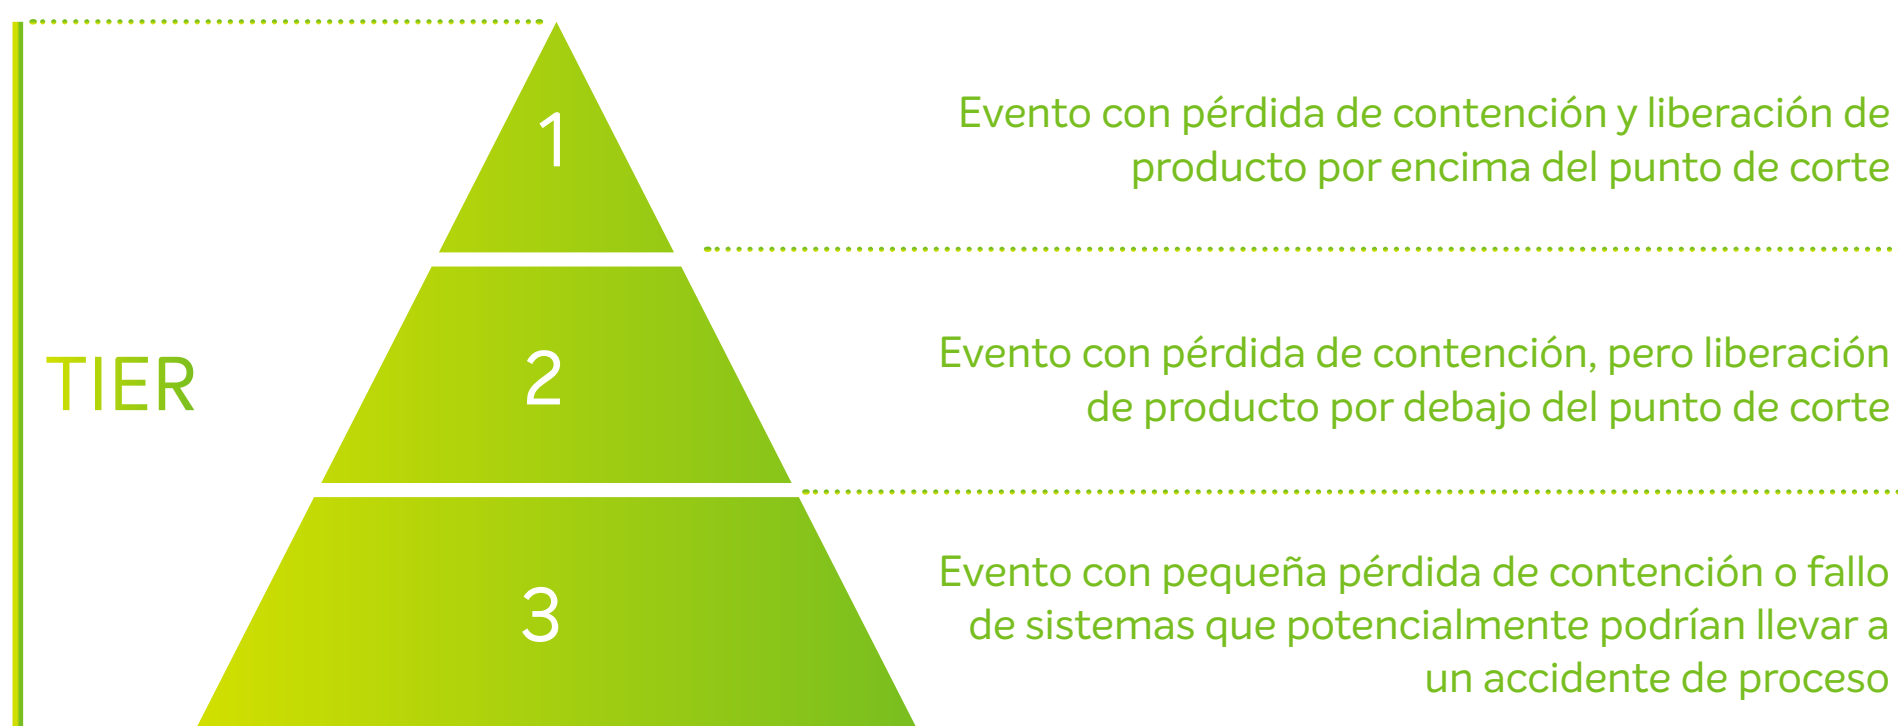 1
Evento con pérdida de contención y liberación de
producto por encima del punto de corte
TIER
2
Evento con pérdida de contención, pero liberación
de producto por debajo del punto de corte
3
Evento con pequeña pérdida de contención o fallo
de sistemas que potencialmente podrían llevar a
un accidente de proceso